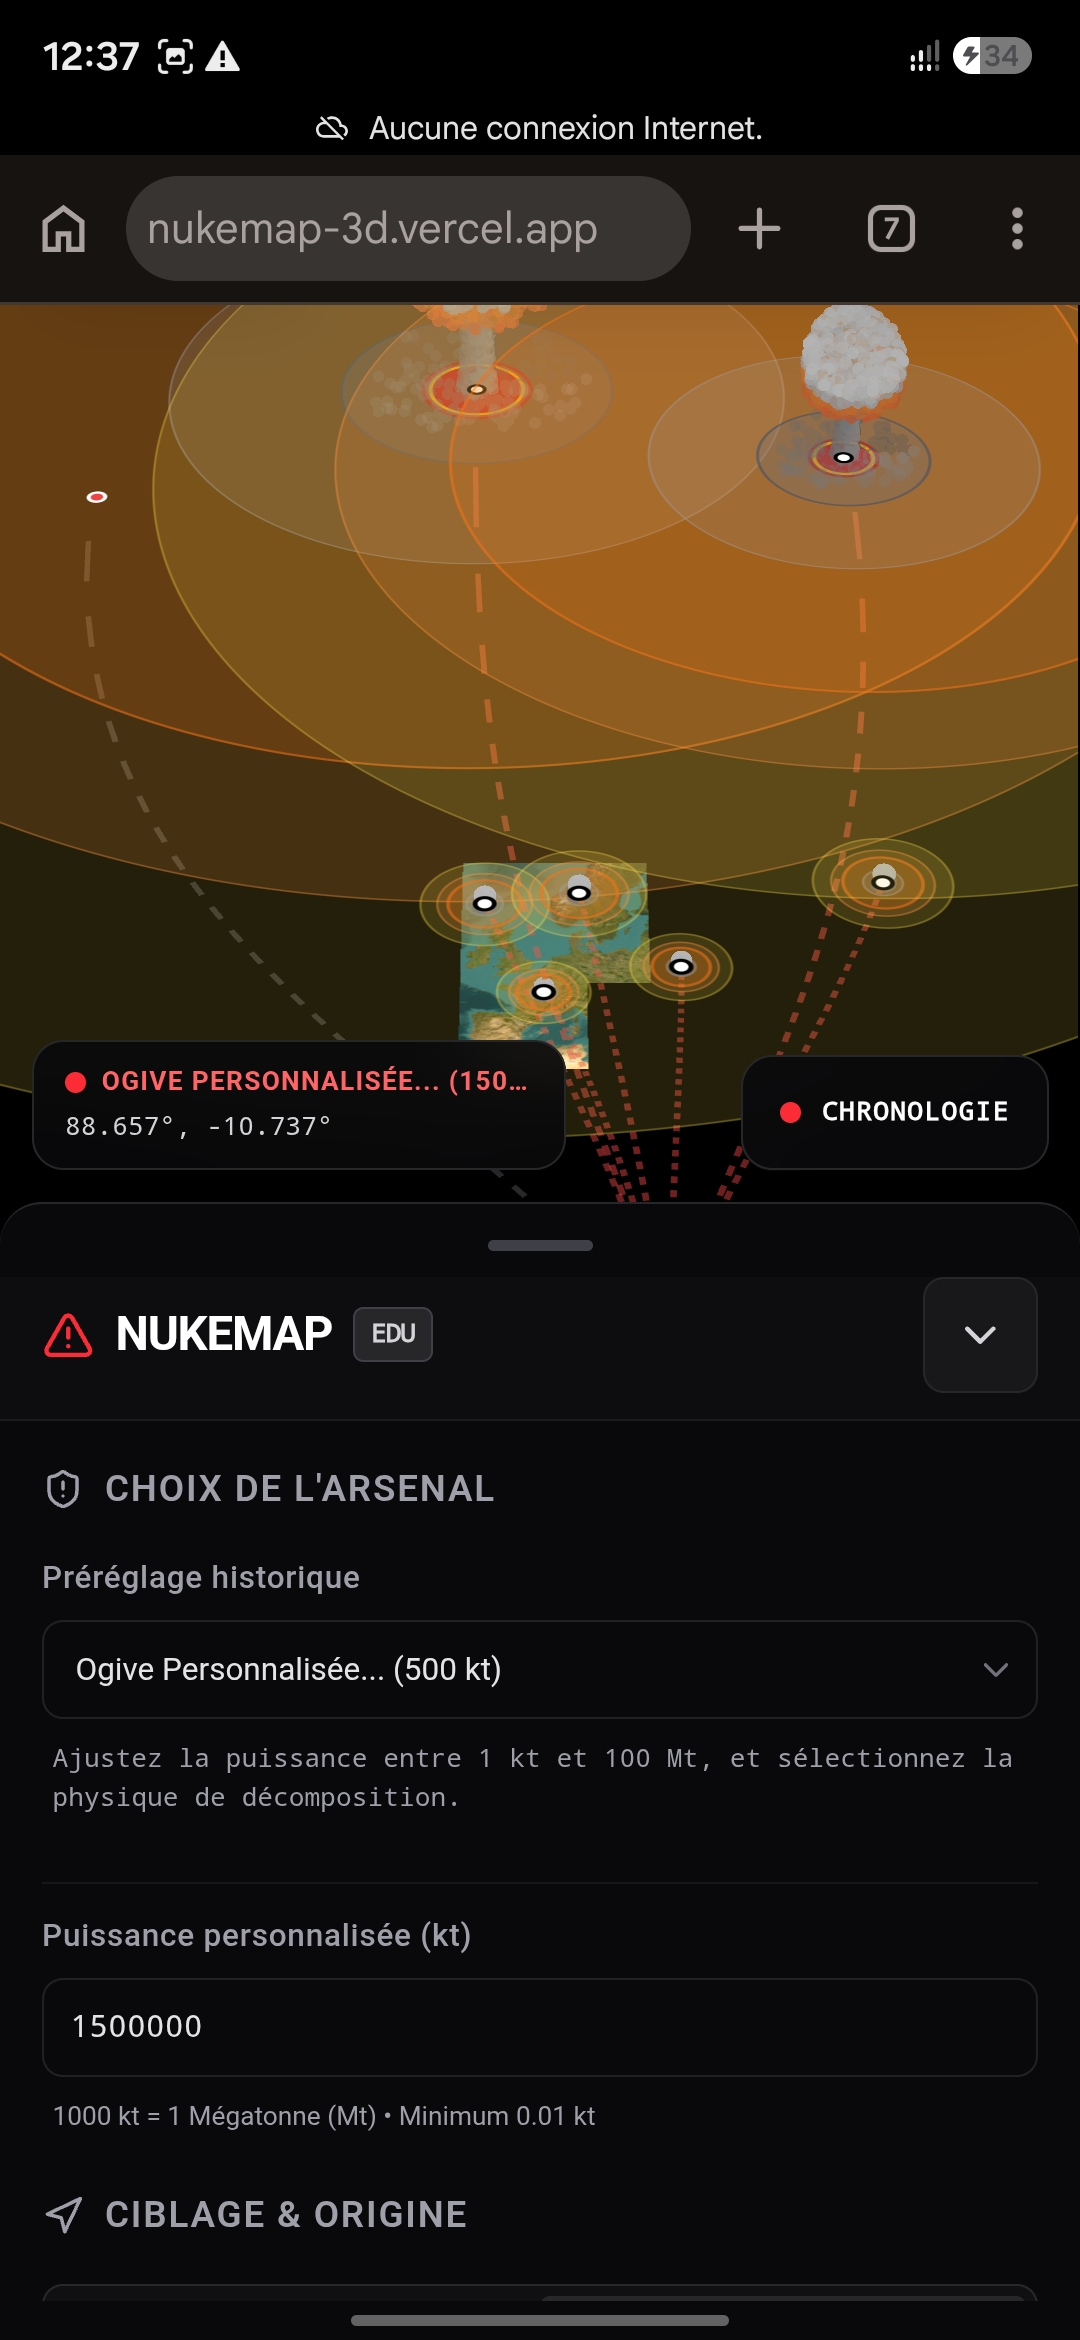 12:37
34
Aucune connexion Internet.
nukemap-3d.vercel.app
7
OGIVE PERSONNALISÉE... (150…
88.657°, -10.737°
CHRONOLOGIE
NUKEMAP EDU
CHOIX DE L'ARSENAL
Préréglage historique
Ogive Personnalisée... (500 kt)
Ajustez la puissance entre 1 kt et 100 Mt, et sélectionnez la
physique de décomposition.
Puissance personnalisée (kt)
1500000
1000 kt = 1 Mégatonne (Mt) • Minimum 0.01 kt
CIBLAGE & ORIGINE